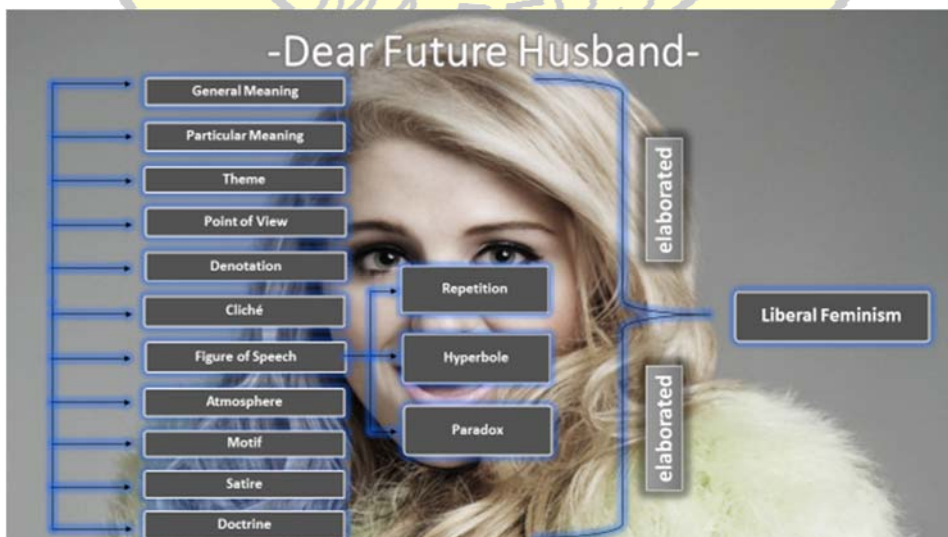 -Dear Future Husband-
General Meaning
Particular Meaning
Theme
Point of View
Denotation
Cliché
Figure of Speech
Atmosphere
Motif
Satire
Doctrine
Repetition
Hyperbole
Paradox
elaborated
elaborated
Liberal Feminism